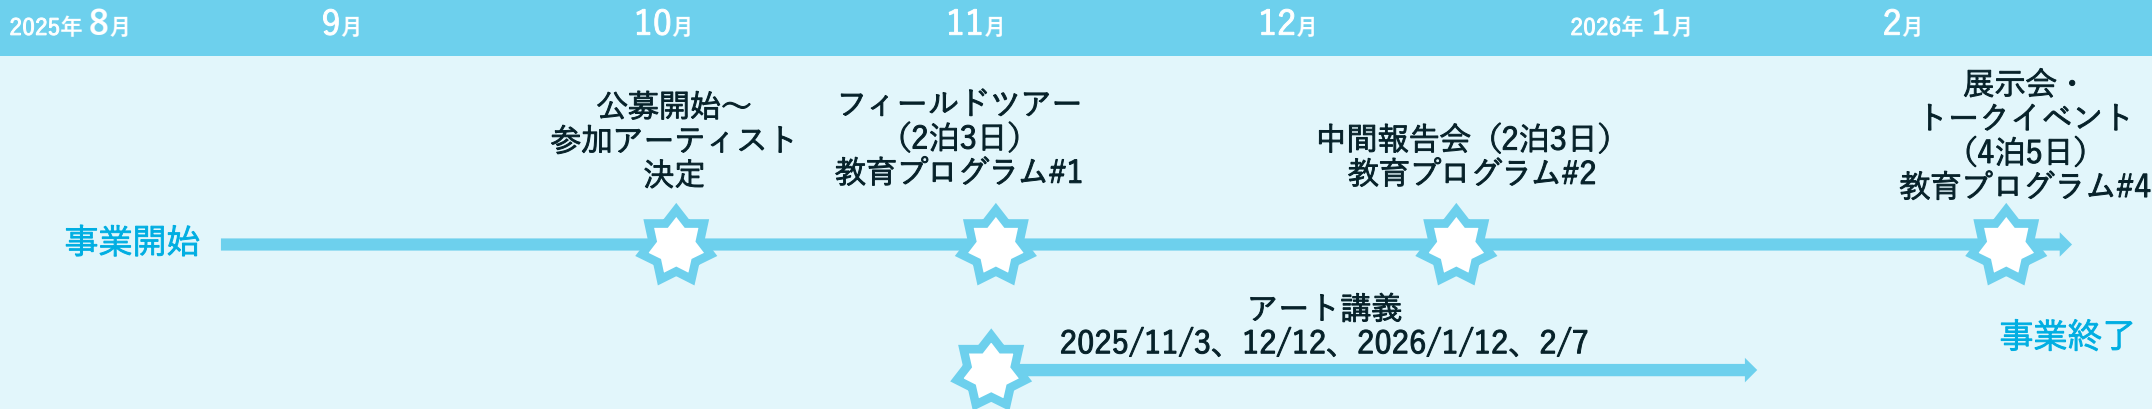 2025年 8月
9月
10月
11月
12月
2026年 1月
2月
公募開始～
参加アーティスト
決定
フィールドツアー
（2泊3日）
教育プログラム#1
中間報告会（2泊3日）
教育プログラム#2
展示会・
トークイベント
（4泊5日）
教育プログラム#4
事業開始
アート講義
2025/11/3、12/12、2026/1/12、2/7
事業終了